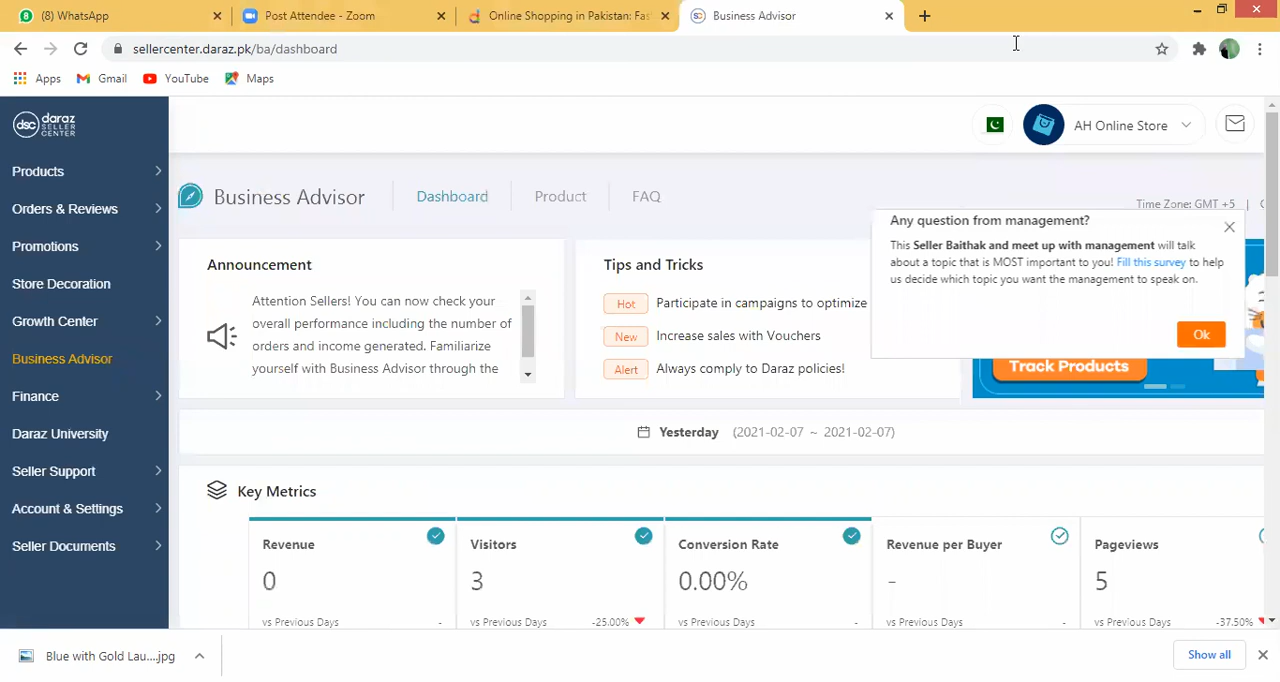 (8) WhatsApp
Post Attendee - Zoom
Online Shopping in Pakistan: Fas
Business Advisor
sellercenter.daraz.pk/ba/dashboard
Apps
Gmail
YouTube
Maps
dsc daraz
SELLER
CENTER
AH Online Store
Products
Orders & Reviews
Promotions
Store Decoration
Growth Center
Business Advisor
Finance
Daraz University
Seller Support
Account & Settings
Seller Documents
Business Advisor
Dashboard
Product
FAQ
Time Zone: GMT +5 |
Any question from management?
This Seller Baithak and meet up with management will talk
about a topic that is MOST important to you! Fill this survey to help
us decide which topic you want the management to speak on.
Ok
Announcement
Attention Sellers! You can now check your
overall performance including the number of
orders and income generated. Familiarize
yourself with Business Advisor through the
Tips and Tricks
Hot Participate in campaigns to optimize
New Increase sales with Vouchers
Alert Always comply to Daraz policies!
Track Products
Yesterday (2021-02-07 ~ 2021-02-07)
Key Metrics
Revenue
0
vs Previous Days -
Visitors
3
vs Previous Days -25.00%
Conversion Rate
0.00%
vs Previous Days -
Revenue per Buyer
-
vs Previous Days -
Pageviews
5
vs Previous Days -37.50%
Blue with Gold Lau....jpg
Show all